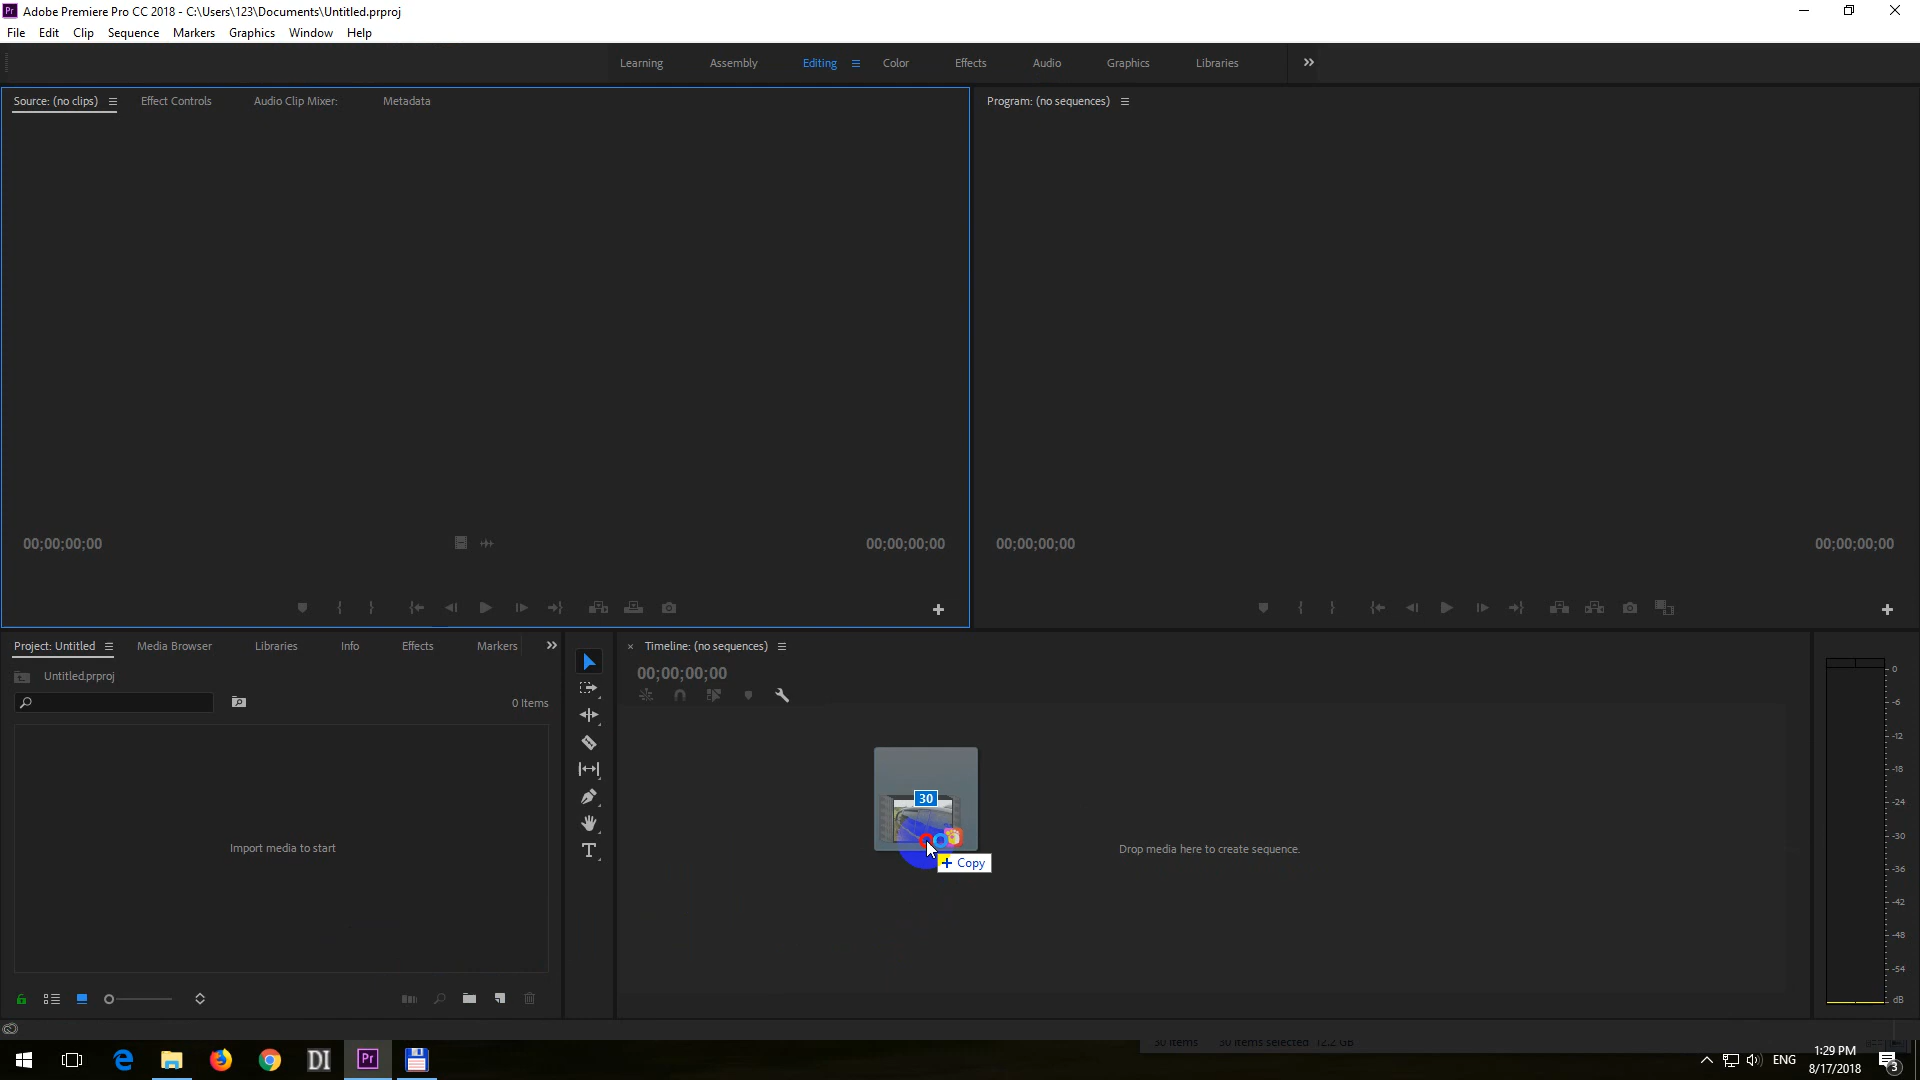 Pr Adobe Premiere Pro CC 2018 - C:\Users\123\Documents\Untitled.prproj
File Edit Clip Sequence Markers Graphics Window Help
Learning Assembly Editing Color Effects Audio Graphics Libraries
Source: (no clips) Effect Controls Audio Clip Mixer: Metadata
Program: (no sequences)
00;00;00;00 00;00;00;00
00;00;00;00 00;00;00;00
Project: Untitled Media Browser Libraries Info Effects Markers
Untitled.prproj
0 Items
Import media to start
Timeline: (no sequences)
00;00;00;00
30
Copy
Drop media here to create sequence.
0
-6
-12
-18
-24
-30
-36
-42
-48
-54
dB
30 items 30 items selected 12.2 GB
DI Pr
ENG
1:29 PM
8/17/2018
3